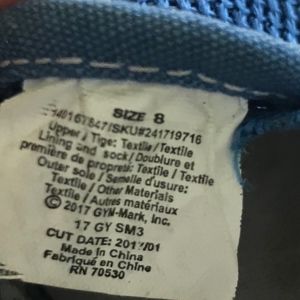 SIZE 8
SKU#241719716
Upper / Tige: Textile/Textile
Lining and sock/Doublure et
première de propreté: Textile / Textile
Outer sole / Semelle d'usure:
Textile / Other Materials
Textile / Autres matériaux
© 2017 GYM-Mark, Inc.
17 GY SM3
CUT DATE: 2017/01
Made in China
Fabriqué en Chine
RN 70530